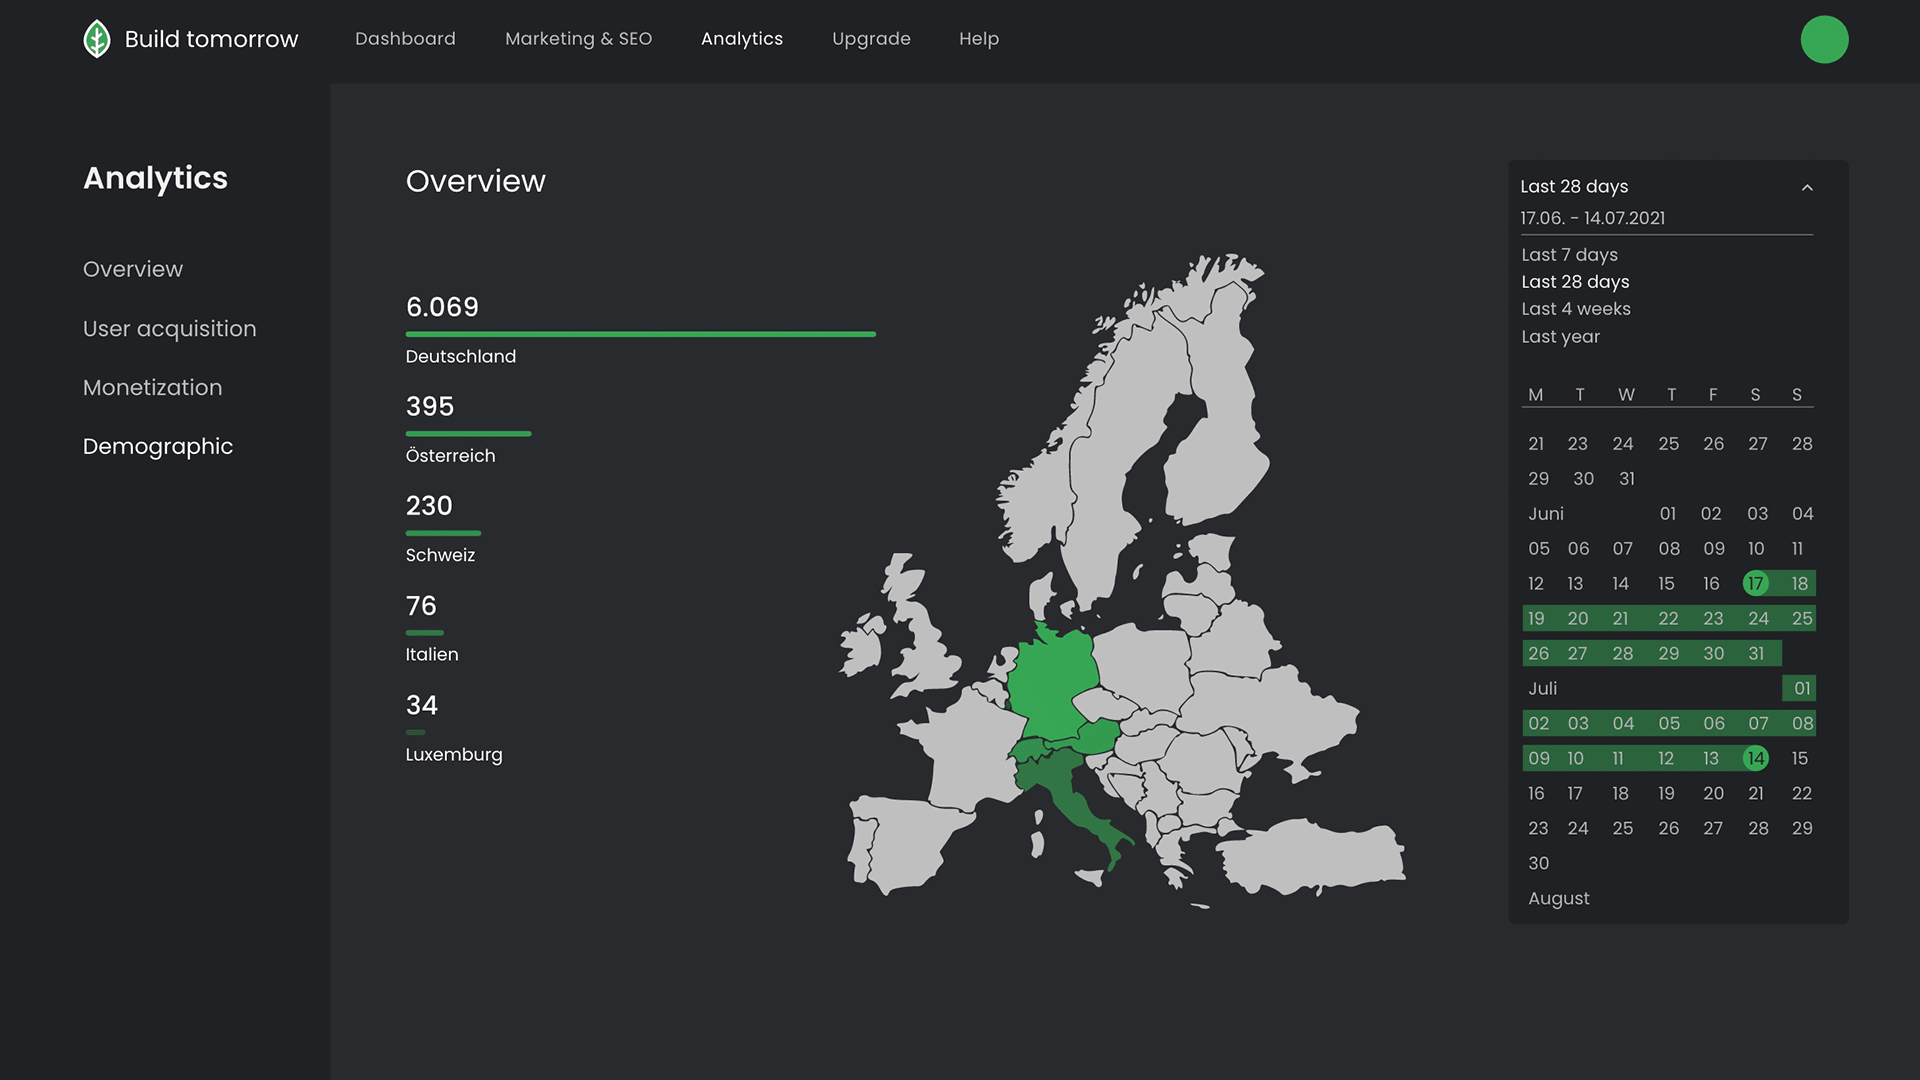 Build tomorrow
Dashboard Marketing & SEO Analytics Upgrade Help
Analytics
Overview
User acquisition
Monetization
Demographic
Overview
6.069
Deutschland
395
Österreich
230
Schweiz
76
Italien
34
Luxemburg
Last 28 days
17.06. - 14.07.2021
Last 7 days
Last 28 days
Last 4 weeks
Last year
M T W T F S S
21 23 24 25 26 27 28
29 30 31
Juni 01 02 03 04
05 06 07 08 09 10 11
12 13 14 15 16 17 18
19 20 21 22 23 24 25
26 27 28 29 30 31
Juli 01
02 03 04 05 06 07 08
09 10 11 12 13 14 15
16 17 18 19 20 21 22
23 24 25 26 27 28 29
30
August